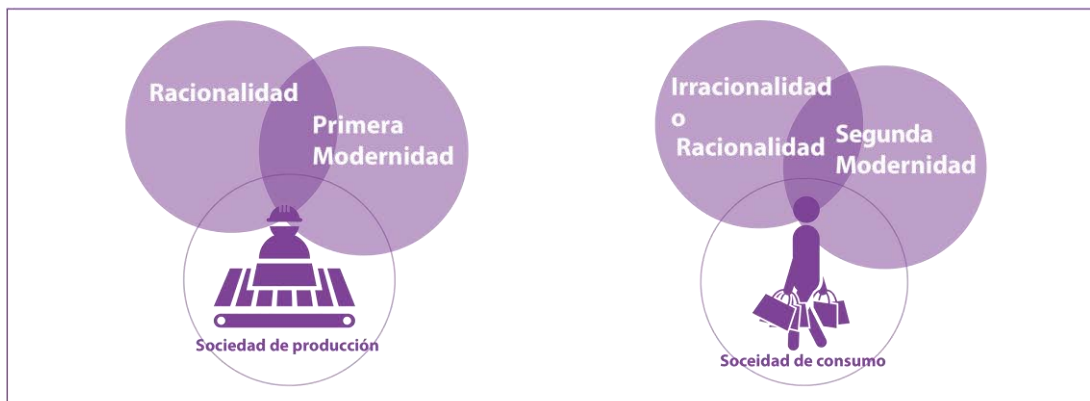 Racionalidad
Primera
Modernidad
Sociedad de producción
Irracionalidad
o
Racionalidad
Segunda
Modernidad
Soceidad de consumo